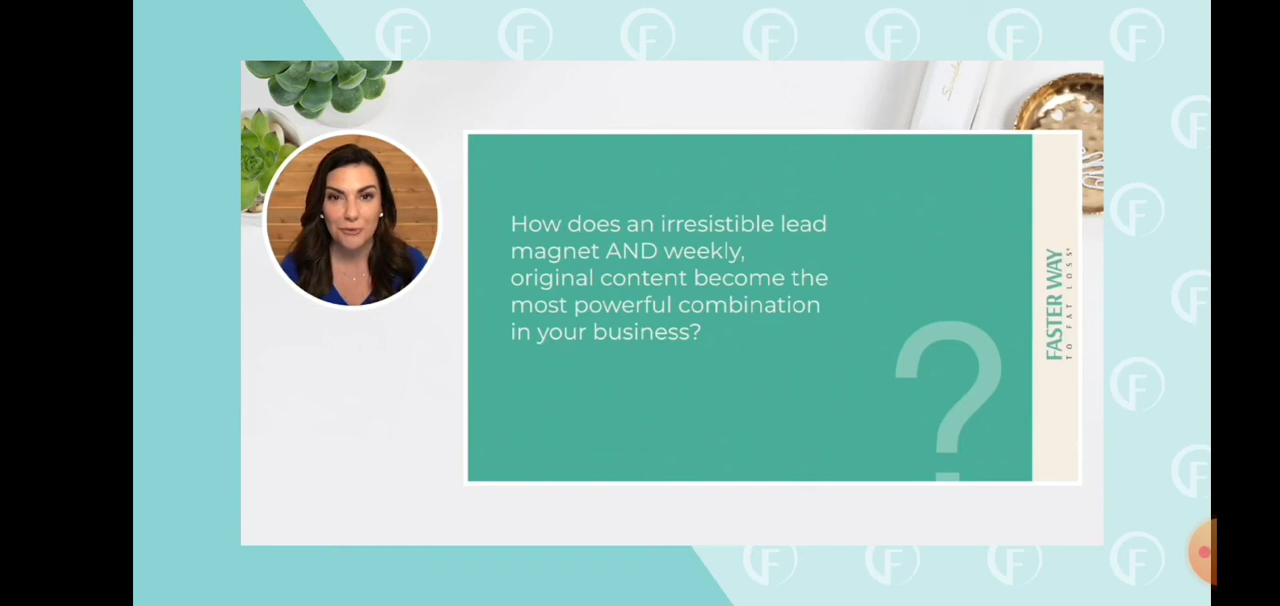 How does an irresistible lead
magnet AND weekly,
original content become the
most powerful combination
in your business?
FASTER WAY
TO FAT LOSS